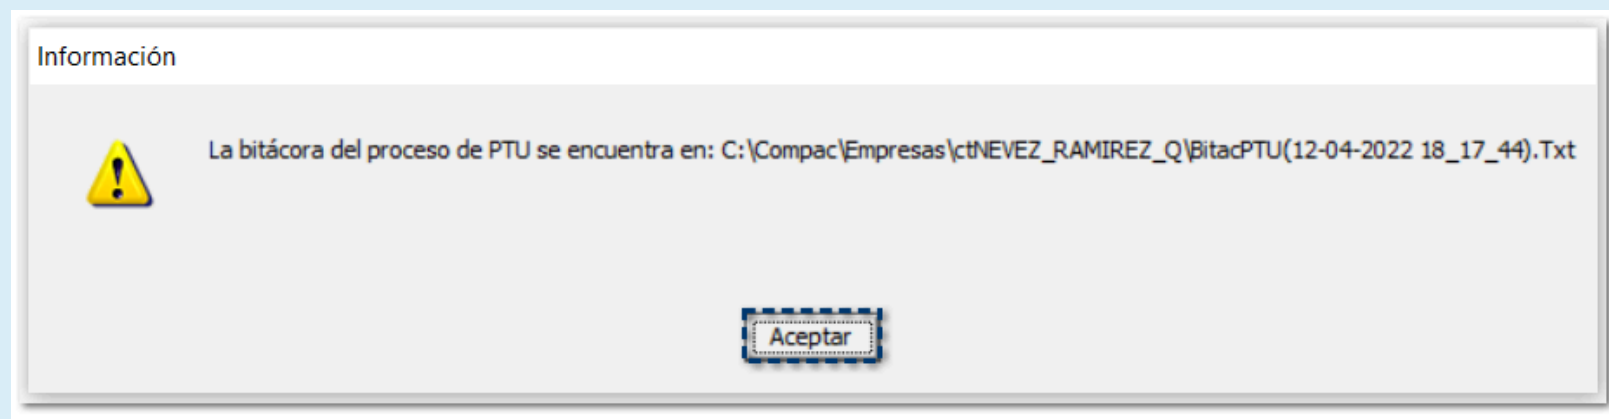 Información
La bitácora del proceso de PTU se encuentra en: C:\Compac\Empresas\ctNEVEZ_RAMIREZ_Q\BitacPTU(12-04-2022 18_17_44).Txt
Aceptar